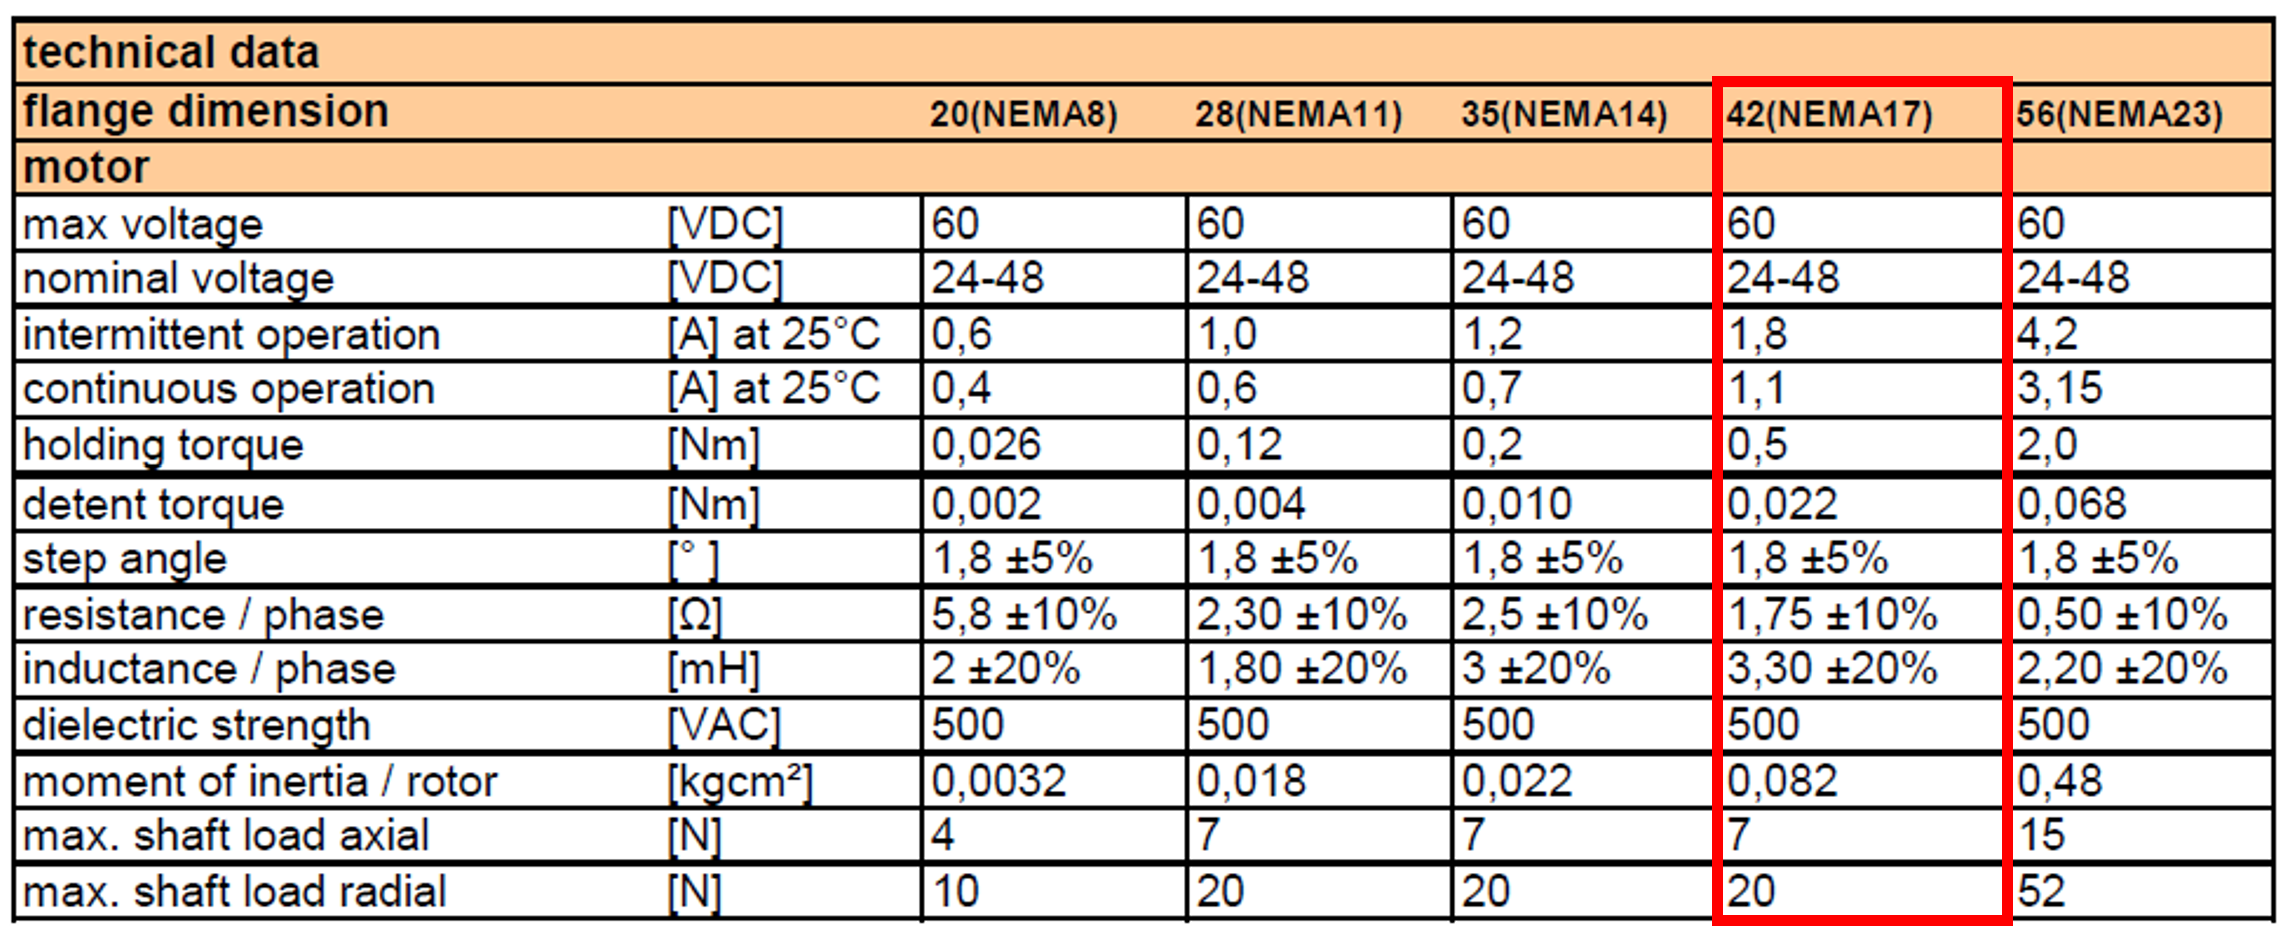 technical data
flange dimension 20(NEMA8) 28(NEMA11) 35(NEMA14) 42(NEMA17) 56(NEMA23)
motor
max voltage [VDC] 60 60 60 60 60
nominal voltage [VDC] 24-48 24-48 24-48 24-48 24-48
intermittent operation [A] at 25°C 0,6 1,0 1,2 1,8 4,2
continuous operation [A] at 25°C 0,4 0,6 0,7 1,1 3,15
holding torque [Nm] 0,026 0,12 0,2 0,5 2,0
detent torque [Nm] 0,002 0,004 0,010 0,022 0,068
step angle [° ] 1,8 ±5% 1,8 ±5% 1,8 ±5% 1,8 ±5% 1,8 ±5%
resistance / phase [Ω] 5,8 ±10% 2,30 ±10% 2,5 ±10% 1,75 ±10% 0,50 ±10%
inductance / phase [mH] 2 ±20% 1,80 ±20% 3 ±20% 3,30 ±20% 2,20 ±20%
dielectric strength [VAC] 500 500 500 500 500
moment of inertia / rotor [kgcm²] 0,0032 0,018 0,022 0,082 0,48
max. shaft load axial [N] 4 7 7 7 15
max. shaft load radial [N] 10 20 20 20 52